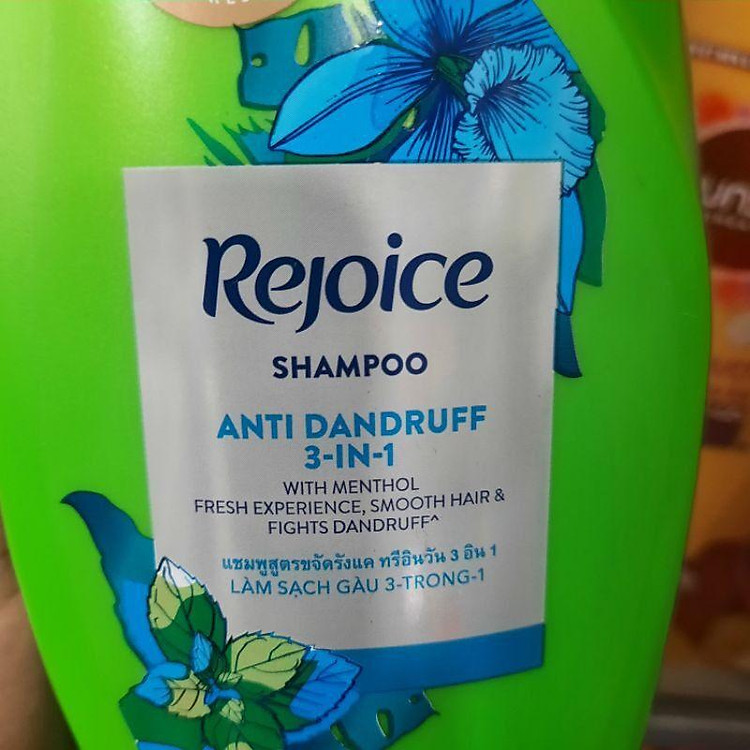 Rejoice
SHAMPOO
ANTI DANDRUFF
3-IN-1
WITH MENTHOL
FRESH EXPERIENCE, SMOOTH HAIR &
FIGHTS DANDRUFF^
แชมพูสูตรขจัดรังแค ทรีอินวัน 3 อิน 1
LÀM SẠCH GÀU 3-TRONG-1